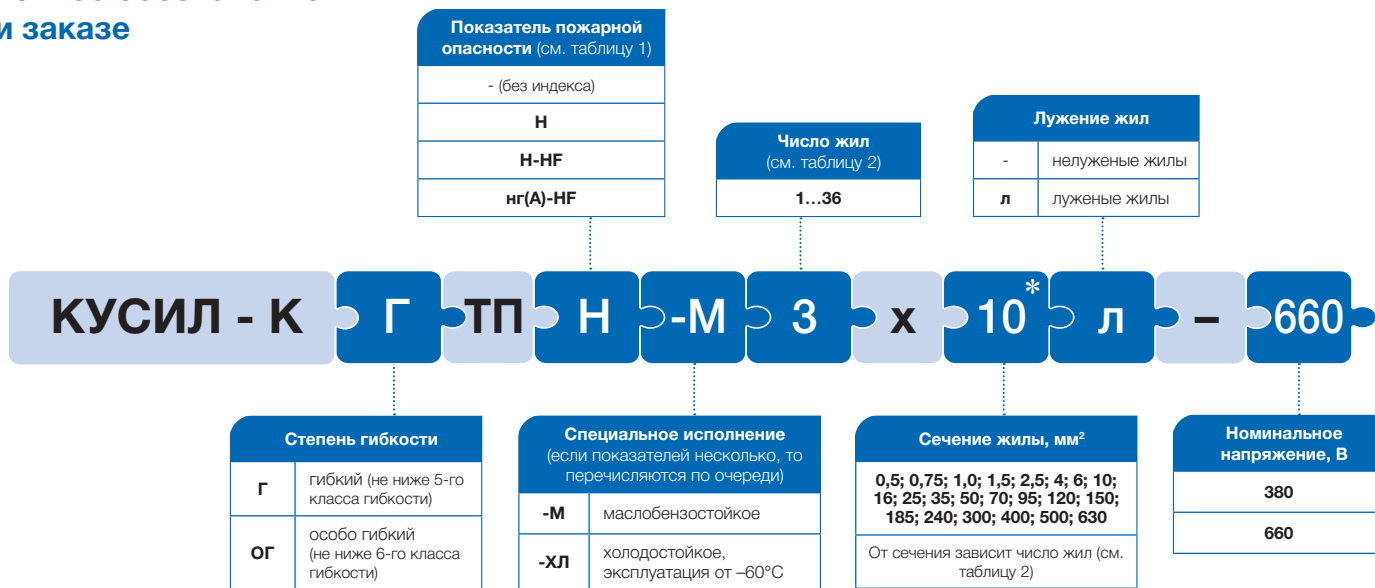 и заказе
Показатель пожарной
опасности (см. таблицу 1)
- (без индекса)
Н
Н-HF
нг(А)-HF
Число жил
(см. таблицу 2)
1…36
Лужение жил
- нелуженые жилы
л луженые жилы
КУСИЛ - К Г ТП Н -М 3 х 10* л – 660
Степень гибкости
Г гибкий (не ниже 5-го
класса гибкости)
ОГ особо гибкий
(не ниже 6-го класса
гибкости)
Специальное исполнение
(если показателей несколько, то
перечисляются по очереди)
-М маслобензостойкое
-ХЛ холодостойкое,
эксплуатация от –60°С
Сечение жилы, мм²
0,5; 0,75; 1,0; 1,5; 2,5; 4; 6; 10;
16; 25; 35; 50; 70; 95; 120; 150;
185; 240; 300; 400; 500; 630
От сечения зависит число жил (см.
таблицу 2)
Номинальное
напряжение, В
380
660